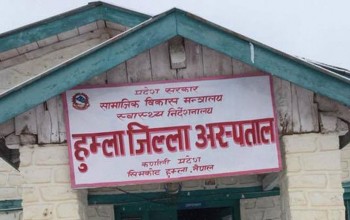 प्रदेश सरकार
सामाजिक विकास मन्त्रालय
स्वास्थ्य निर्देशनालय
हुम्ला जिल्ला अस्पताल
कर्णाली प्रदेश
सिमकोट हुम्ला, नेपाल